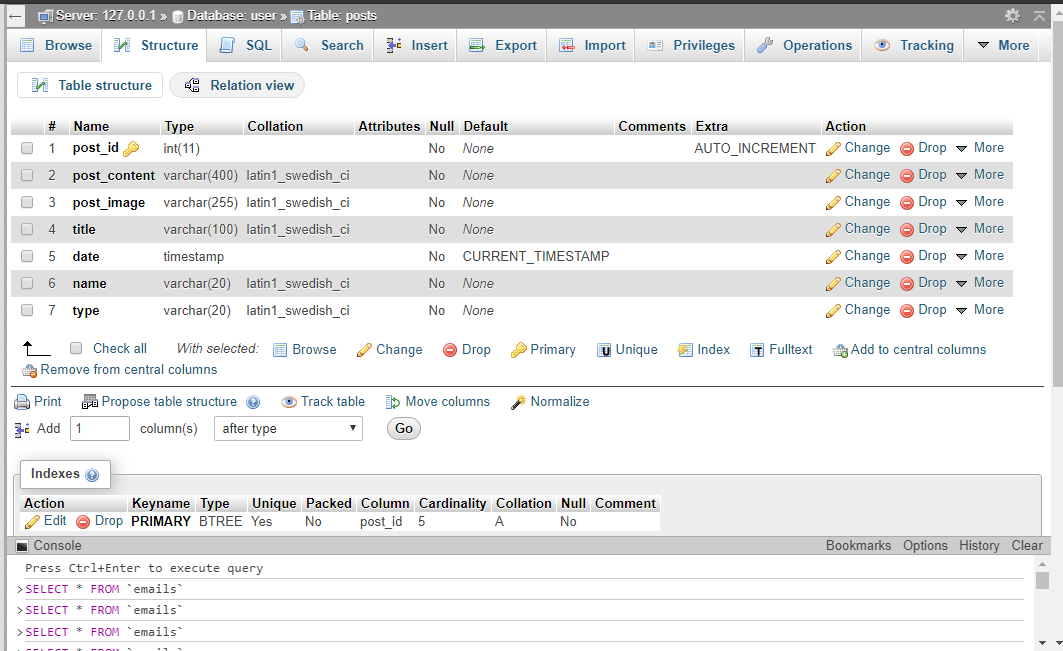 Server: 127.0.0.1 » Database: user » Table: posts
Browse Structure SQL Search Insert Export Import Privileges Operations Tracking More
Table structure Relation view
# Name Type Collation Attributes Null Default Comments Extra Action
1 post_id int(11) No None AUTO_INCREMENT Change Drop More
2 post_content varchar(400) latin1_swedish_ci No None Change Drop More
3 post_image varchar(255) latin1_swedish_ci No None Change Drop More
4 title varchar(100) latin1_swedish_ci No None Change Drop More
5 date timestamp No CURRENT_TIMESTAMP Change Drop More
6 name varchar(20) latin1_swedish_ci No None Change Drop More
7 type varchar(20) latin1_swedish_ci No None Change Drop More
Check all With selected: Browse Change Drop Primary Unique Index Fulltext Add to central columns
Remove from central columns
Print Propose table structure Track table Move columns Normalize
Add 1 column(s) after type Go
Indexes
Action Keyname Type Unique Packed Column Cardinality Collation Null Comment
Edit Drop PRIMARY BTREE Yes No post_id 5 A No
Console Bookmarks Options History Clear
Press Ctrl+Enter to execute query
>SELECT * FROM `emails`
>SELECT * FROM `emails`
>SELECT * FROM `emails`
>SELECT * FROM `emails`